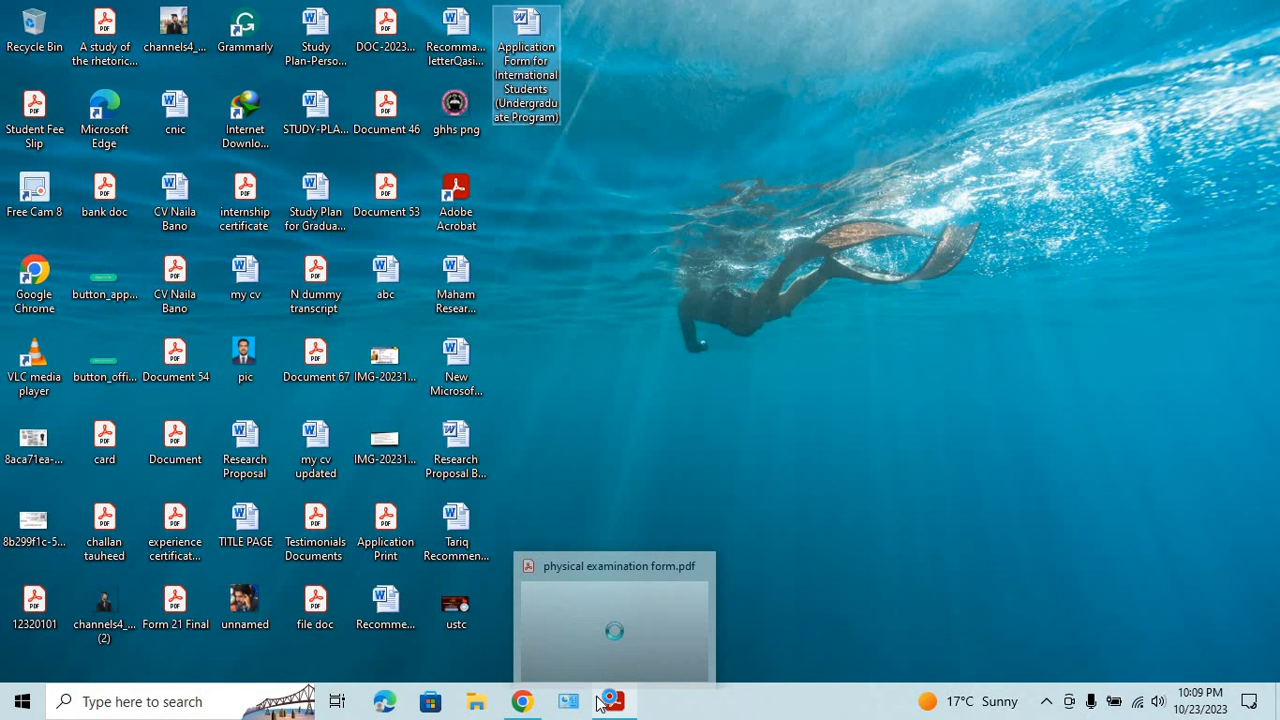 Recycle Bin
A study of
the rhetoric...
channels4_...
Grammarly
Study
Plan-Perso...
DOC-2023...
Recomma...
letterQasi...
Application
Form for
International
Students
(Undergradu
ate Program)
Student Fee
Slip
Microsoft
Edge
cnic
Internet
Downlo...
STUDY-PLA...
Document 46
ghhs png
Free Cam 8
bank doc
CV Naila
Bano
internship
certificate
Study Plan
for Gradua...
Document 53
Adobe
Acrobat
Google
Chrome
button_app...
CV Naila
Bano
my cv
N dummy
transcript
abc
Maham
Resear...
VLC media
player
button_offi...
Document 54
pic
Document 67
IMG-20231...
New
Microsof...
8aca71ea-...
card
Document
Research
Proposal
my cv
updated
IMG-20231...
Research
Proposal B...
8b299f1c-5...
challan
tauheed
experience
certificat...
TITLE PAGE
Testimonials
Documents
Application
Print
Tariq
Recommen...
12320101
channels4_...
(2)
Form 21 Final
unnamed
file doc
Recomme...
ustc
physical examination form.pdf
Type here to search
17°C Sunny
10:09 PM
10/23/2023